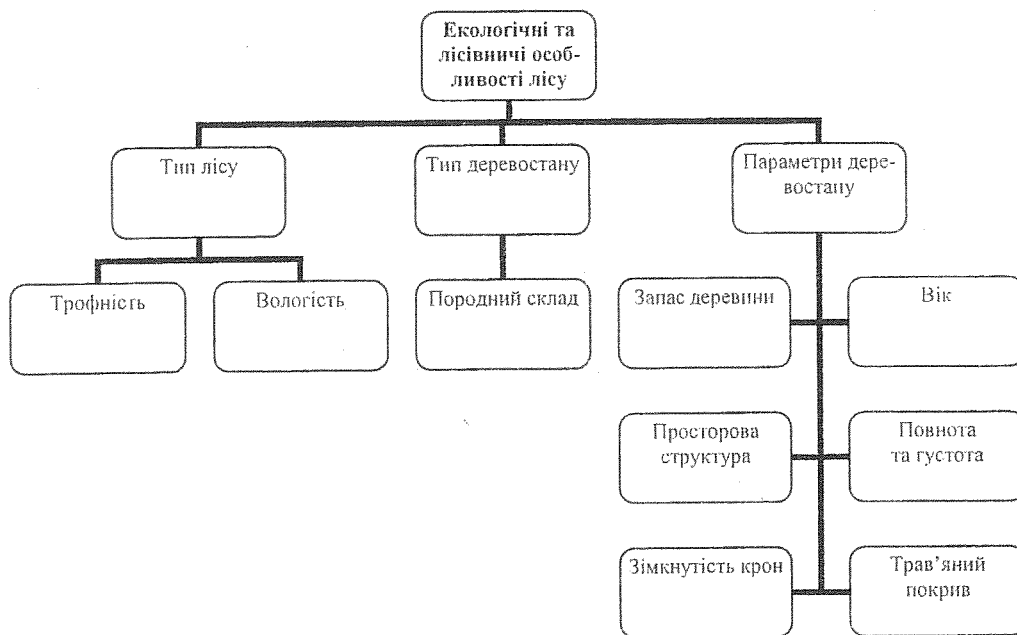 Екологічні та
лісівничі особ-
ливості лісу
Тип лісу
Тип деревостану
Параметри дере-
востану
Трофність
Вологість
Породний склад
Запас деревини
Вік
Просторова
структура
Повнота
та густота
Зімкнутість крон
Трав’яний
покрив